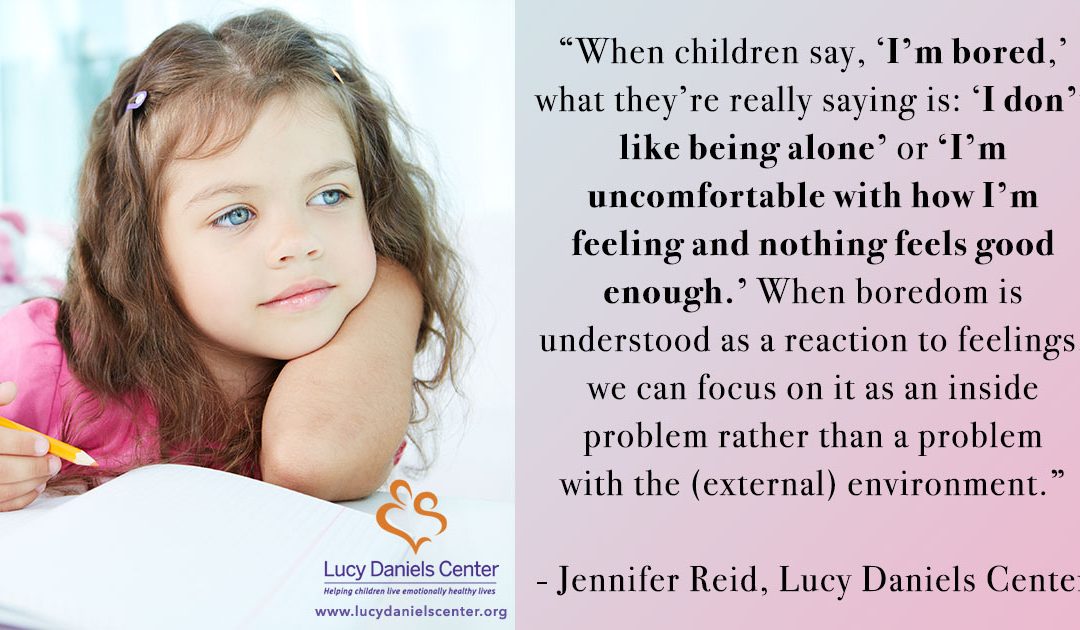 “When children say, ‘I’m bored,’
what they’re really saying is: ‘I don’
like being alone’ or ‘I’m
uncomfortable with how I’m
feeling and nothing feels good
enough.’ When boredom is
understood as a reaction to feelings
we can focus on it as an inside
problem rather than a problem
with the (external) environment.”
- Jennifer Reid, Lucy Daniels Center
Lucy Daniels Center
Helping children live emotionally healthy lives
www.lucydanielscenter.org